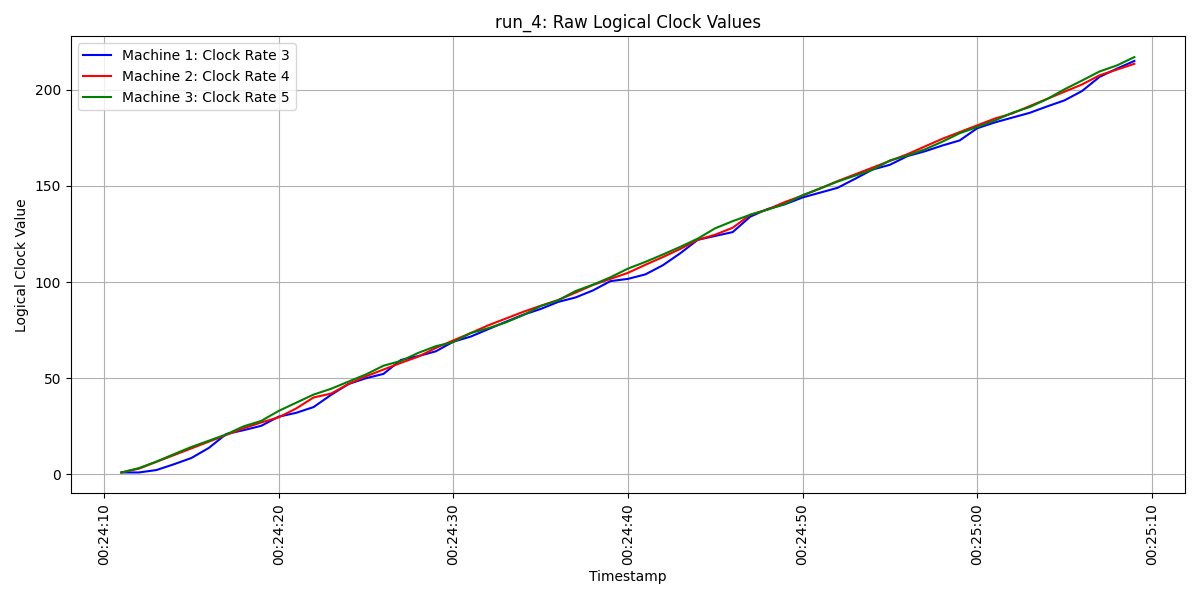 run_4: Raw Logical Clock Values
Machine 1: Clock Rate 3
Machine 2: Clock Rate 4
Machine 3: Clock Rate 5
Logical Clock Value
200
150
100
50
0
00:24:10
00:24:20
00:24:30
00:24:40
00:24:50
00:25:00
00:25:10
Timestamp